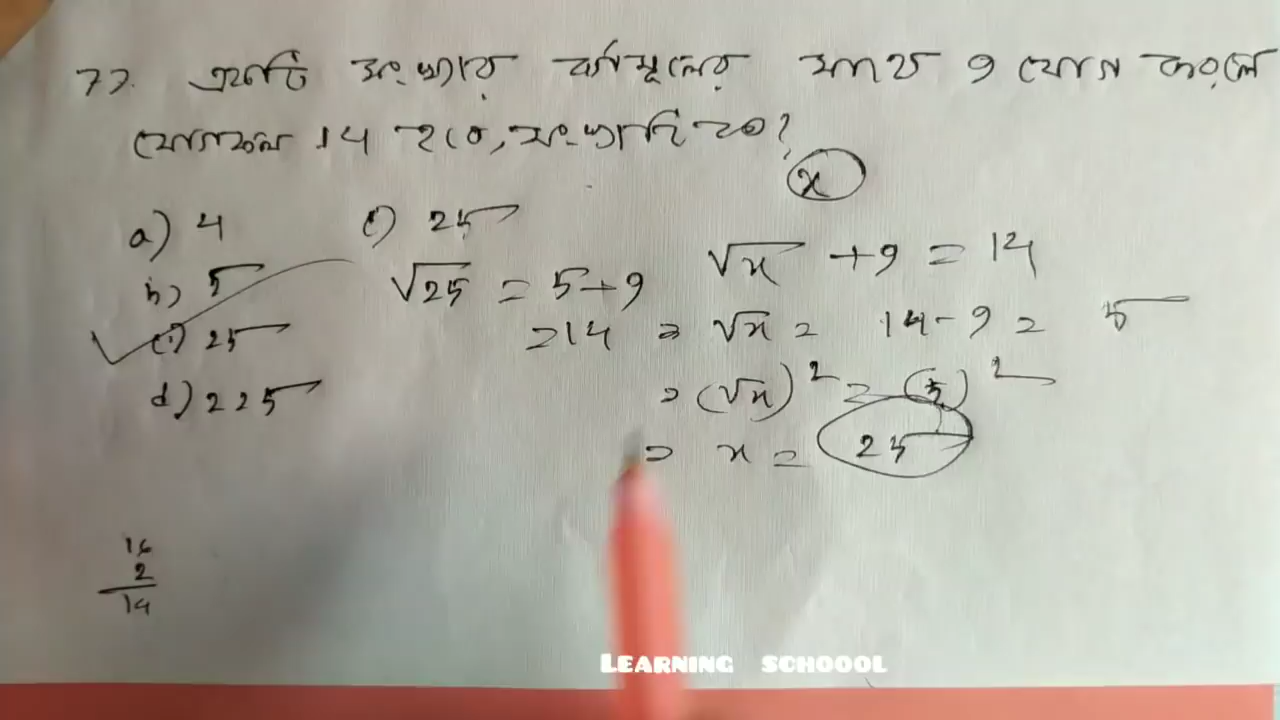 77. একটি সংখ্যার বর্গমূলের সাথে 9 যোগ করলে
যোগফল 14 হবে, সংখ্যাটি কত?
x
a) 4
b) 5
c) 25
d) 225
c) 25
√25 = 5+9
=14
√x + 9 = 14
⇒ √x = 14 - 9 = 5
⇒ (√x)² = (5)²
⇒ x = 25
16
2
14
LEARNING SCHOOOL